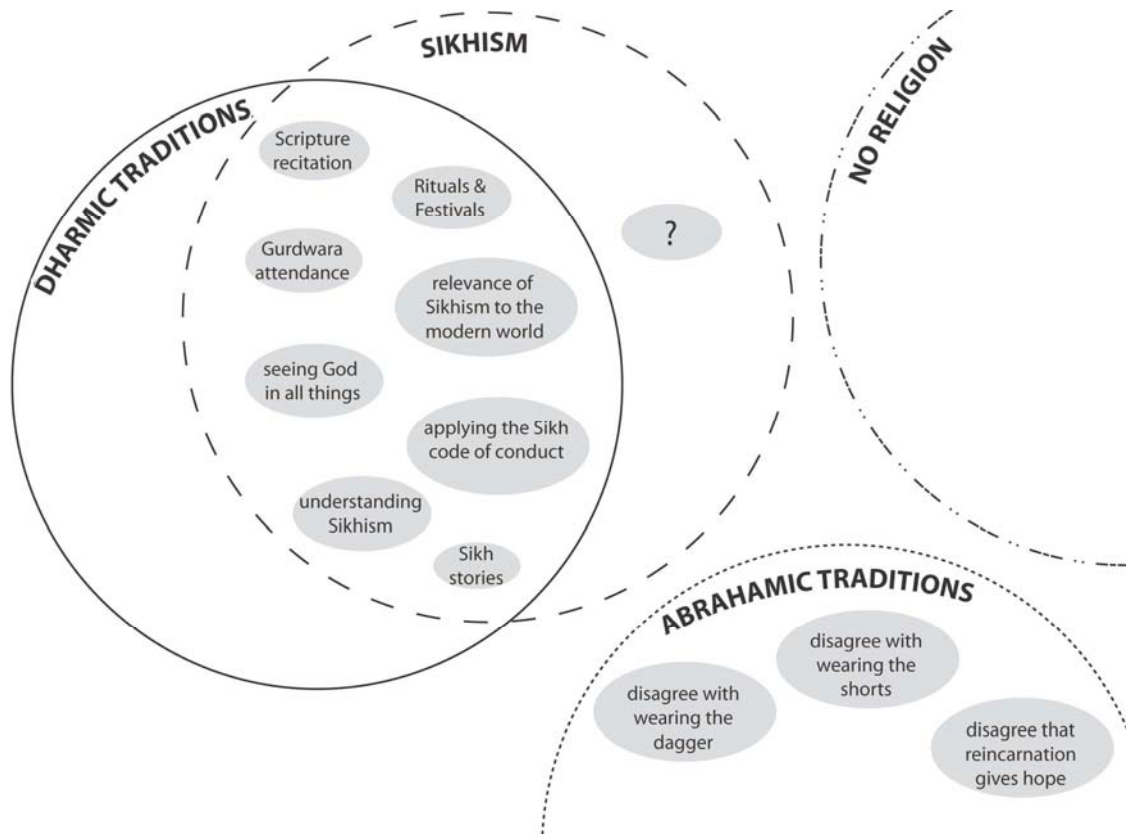 SIKHISM
DHARMIC TRADITIONS
NO RELIGION
Scripture
recitation
Rituals &
Festivals
?
Gurdwara
attendance
relevance of
Sikhism to the
modern world
seeing God
in all things
applying the Sikh
code of conduct
understanding
Sikhism
Sikh
stories
ABRAHAMIC TRADITIONS
disagree with
wearing the
shorts
disagree with
wearing the
dagger
disagree that
reincarnation
gives hope